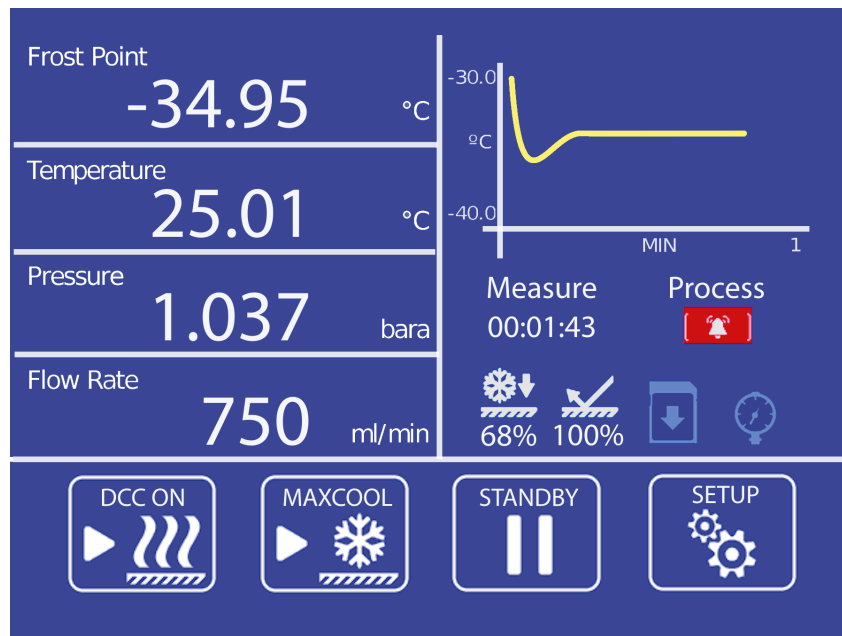 Frost Point
-34.95 °C
Temperature
25.01 °C
Pressure
1.037 bara
Flow Rate
750 ml/min
-30.0
ºC
-40.0
MIN 1
Measure Process
00:01:43
68% 100%
DCC ON MAXCOOL STANDBY SETUP